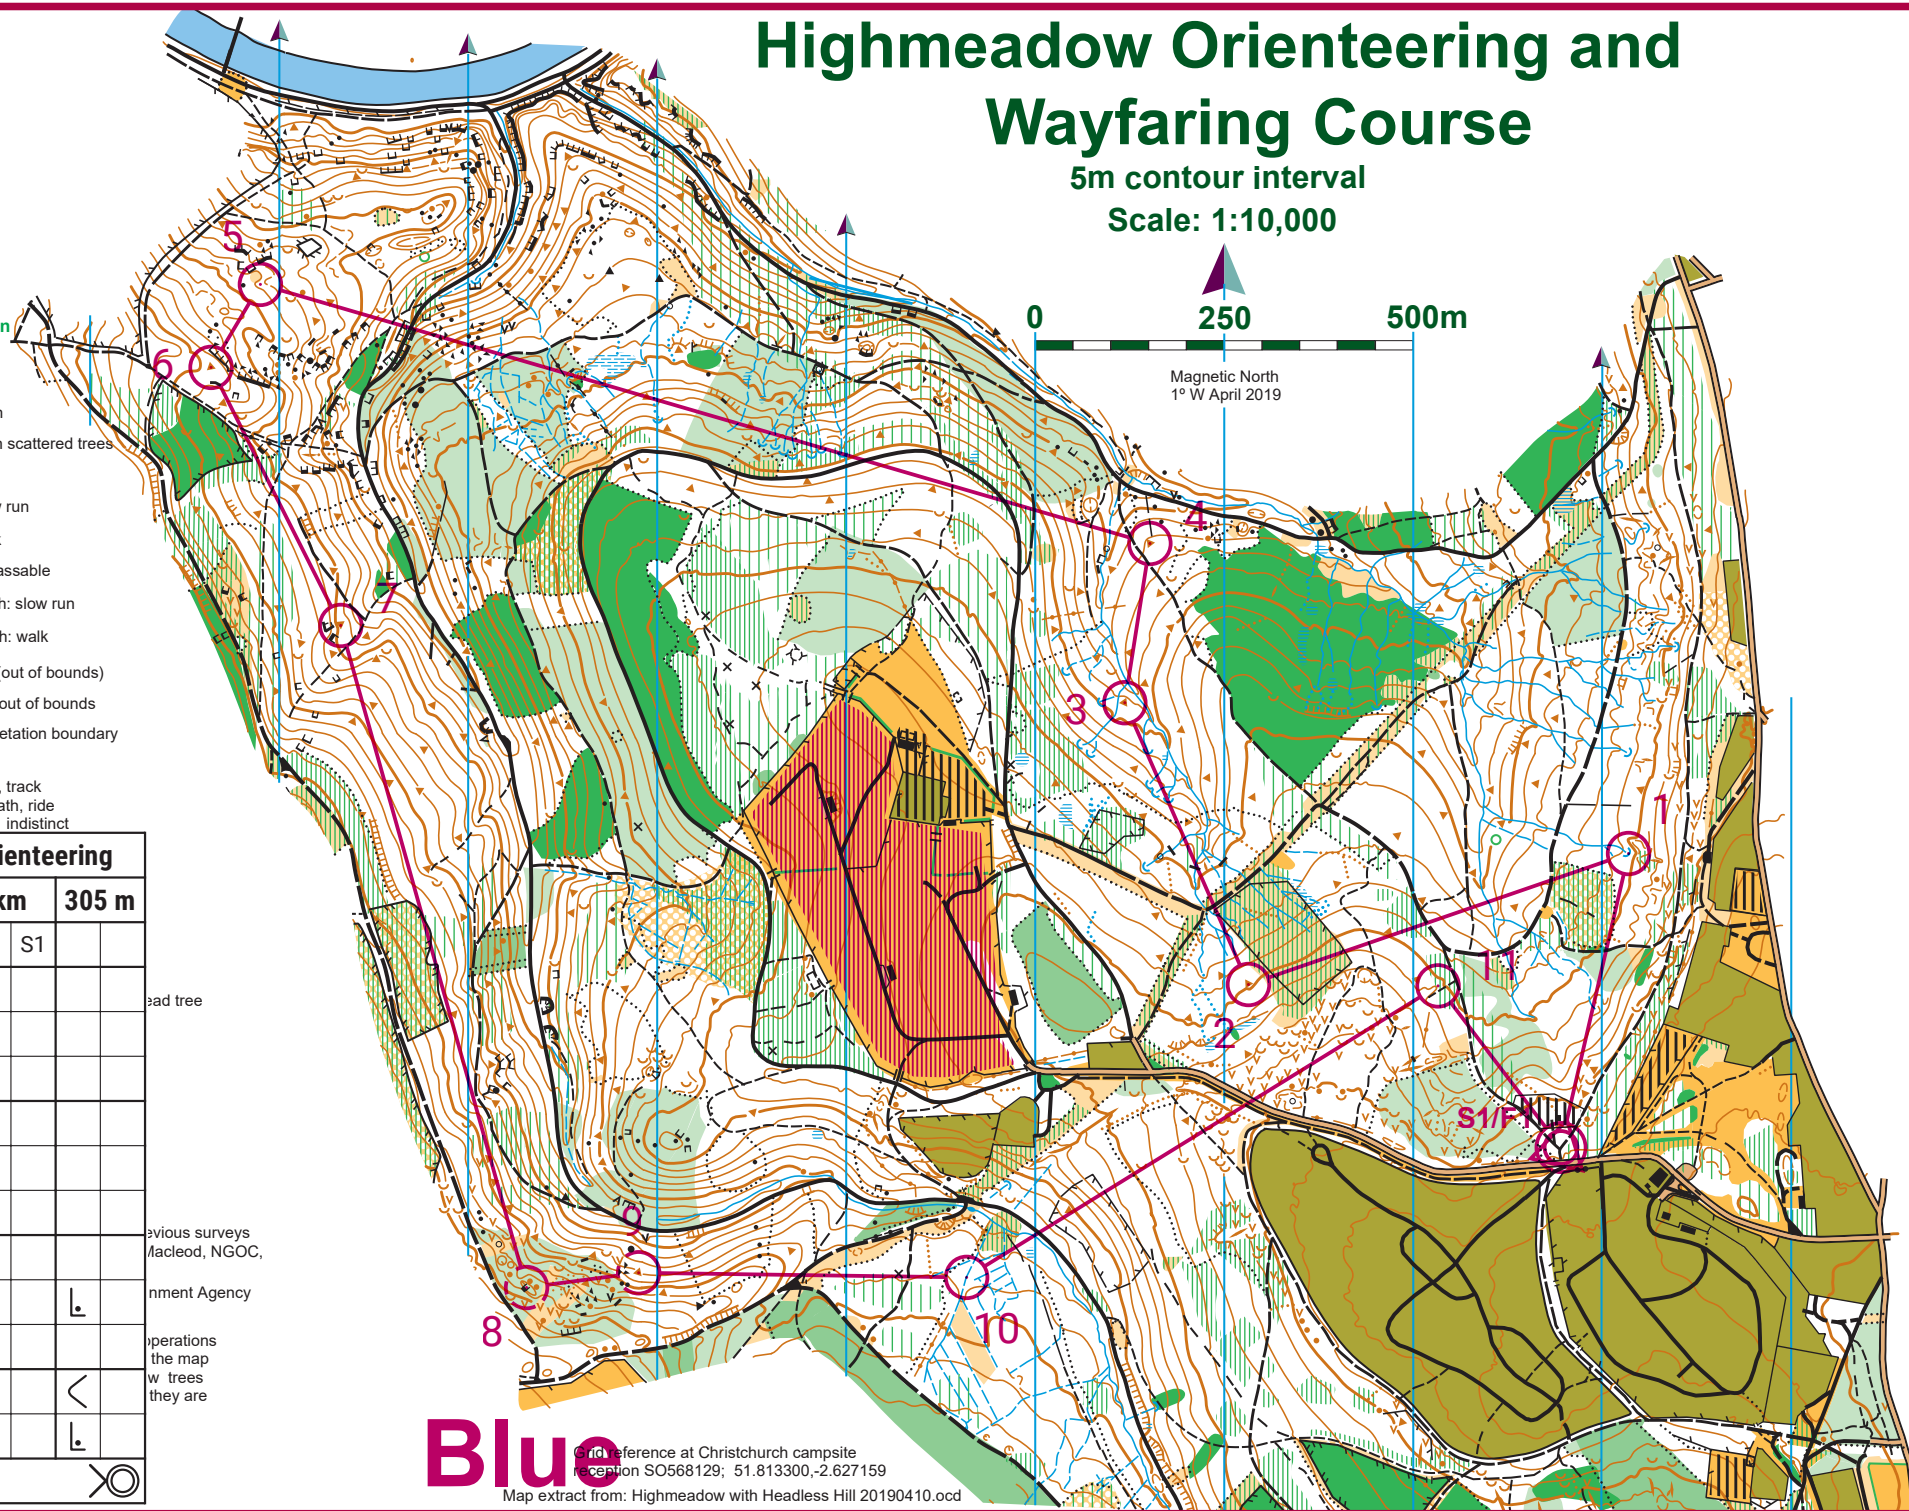 Highmeadow Orienteering and
Wayfaring Course
5m contour interval
Scale: 1:10,000
0 250 500m
Magnetic North
1º W April 2019
n
n
n scattered trees
run
assable
h: slow run
h: walk
(out of bounds)
out of bounds
etation boundary
, track
ath, ride
indistinct
ienteering
km 305 m
S1
ead tree
evious surveys
Macleod, NGOC,
nment Agency
operations
the map
w trees
they are
5
6
7
4
3
1
2
11
S1/F1
9
8
10
Blue
Grid reference at Christchurch campsite
reception SO568129; 51.813300,-2.627159
Map extract from: Highmeadow with Headless Hill 20190410.ocd